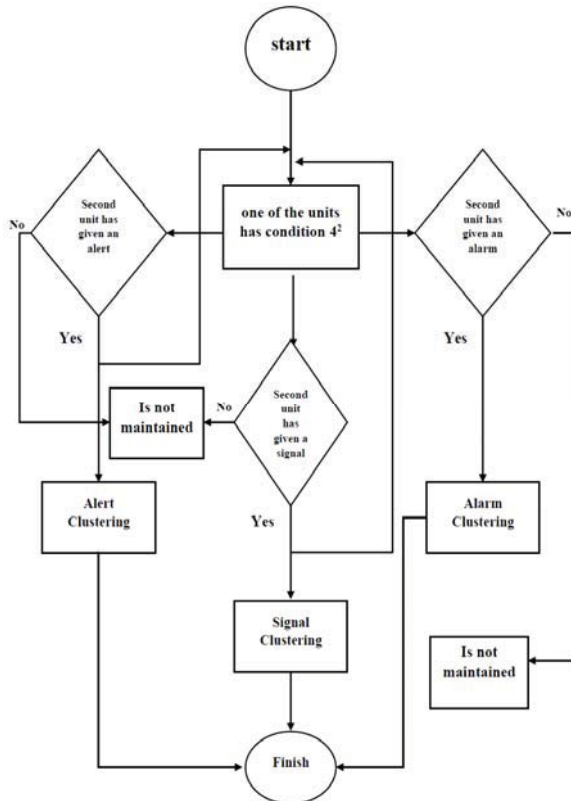 start
Second
unit has
given an
alert
one of the units
has condition 4²
Second
unit has
given an
alarm
No
No
Yes
Yes
Is not
maintained
No
Second
unit
has
given a
signal
Alert
Clustering
Yes
Alarm
Clustering
Signal
Clustering
Is not
maintained
Finish